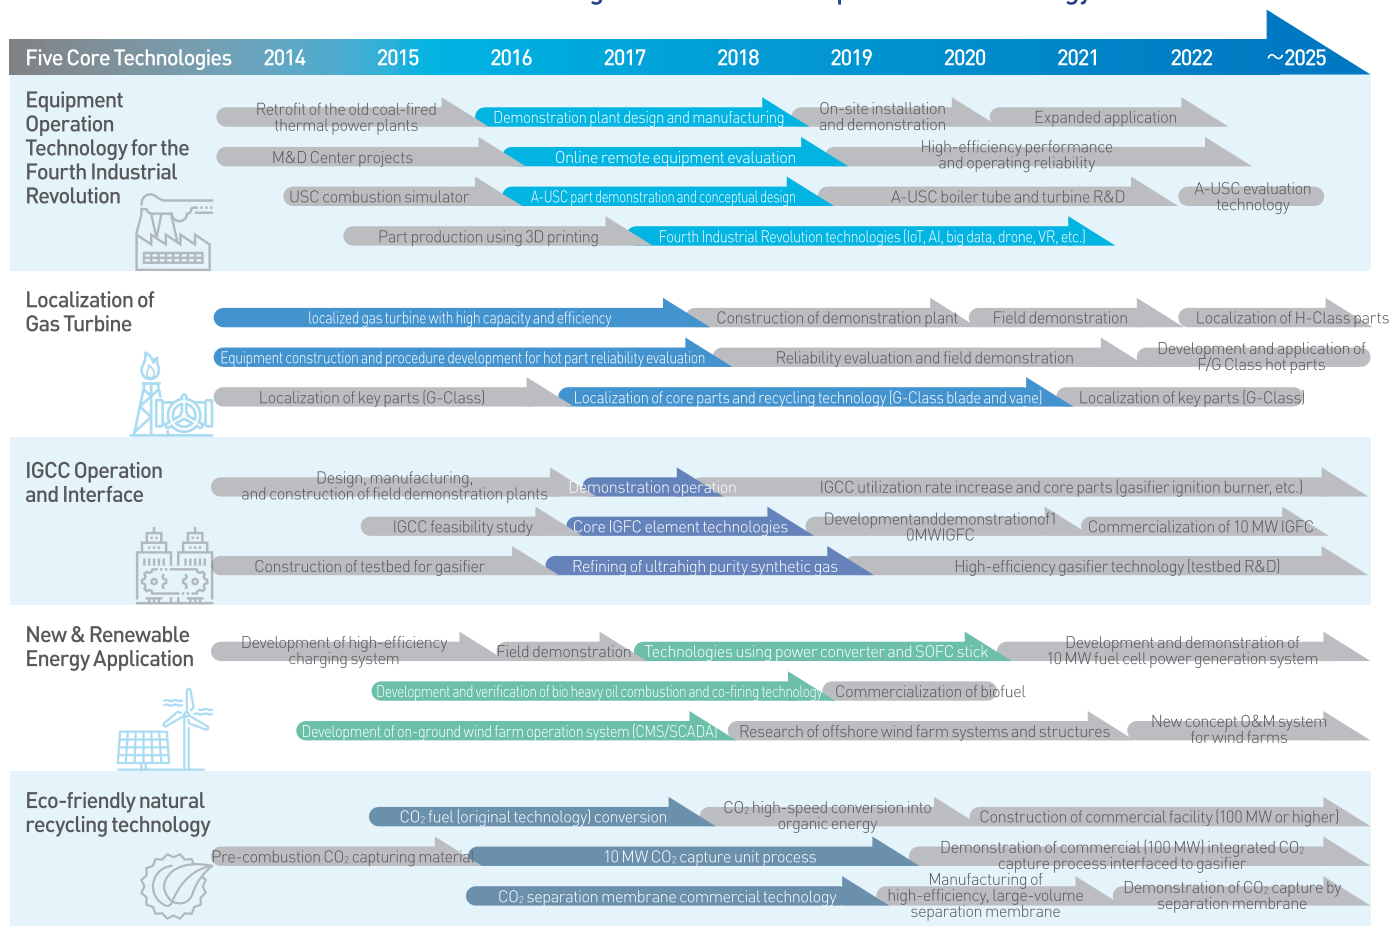 Five Core Technologies 2014 2015 2016 2017 2018 2019 2020 2021 2022 ~2025
Equipment
Operation
Technology for the
Fourth Industrial
Revolution
Retrofit of the old coal-fired
thermal power plants
Demonstration plant design and manufacturing
On-site installation
and demonstration
Expanded application
M&D Center projects
Online remote equipment evaluation
High-efficiency performance
and operating reliability
USC combustion simulator
A-USC part demonstration and conceptual design
A-USC boiler tube and turbine R&D
A-USC evaluation
technology
Part production using 3D printing
Fourth Industrial Revolution technologies (IoT, AI, big data, drone, VR, etc.)
Localization of
Gas Turbine
localized gas turbine with high capacity and efficiency
Construction of demonstration plant
Field demonstration
Localization of H-Class parts
Equipment construction and procedure development for hot part reliability evaluation
Reliability evaluation and field demonstration
Development and application of
F/G Class hot parts
Localization of key parts (G-Class)
Localization of core parts and recycling technology (G-Class blade and vane)
Localization of key parts (G-Class)
IGCC Operation
and Interface
Design, manufacturing,
and construction of field demonstration plants
Demonstration operation
IGCC utilization rate increase and core parts (gasifier ignition burner, etc.)
IGCC feasibility study
Core IGFC element technologies
Developmentanddemonstrationof1
0MWIGFC
Commercialization of 10 MW IGFC
Construction of testbed for gasifier
Refining of ultrahigh purity synthetic gas
High-efficiency gasifier technology (testbed R&D)
New & Renewable
Energy Application
Development of high-efficiency
charging system
Field demonstration
Technologies using power converter and SOFC stick
Development and demonstration of
10 MW fuel cell power generation system
Development and verification of bio heavy oil combustion and co-firing technology
Commercialization of biofuel
Development of on-ground wind farm operation system (CMS/SCADA)
Research of offshore wind farm systems and structures
New concept O&M system
for wind farms
Eco-friendly natural
recycling technology
CO₂ fuel (original technology) conversion
CO₂ high-speed conversion into
organic energy
Construction of commercial facility (100 MW or higher)
Pre-combustion CO₂ capturing material
10 MW CO₂ capture unit process
Demonstration of commercial (100 MW) integrated CO₂
capture process interfaced to gasifier
CO₂ separation membrane commercial technology
Manufacturing of
high-efficiency, large-volume
separation membrane
Demonstration of CO₂ capture by
separation membrane